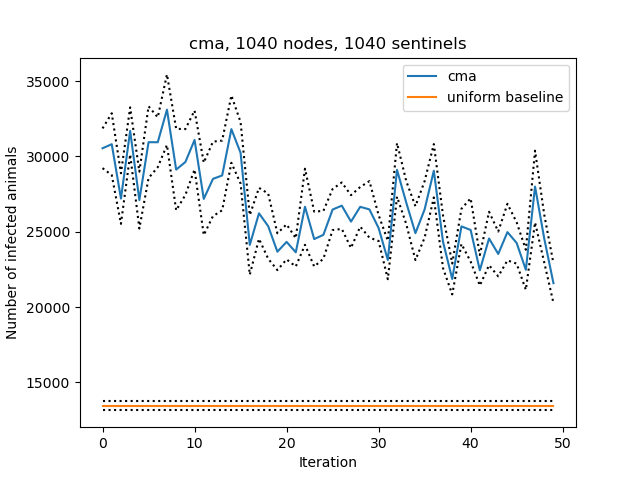 cma, 1040 nodes, 1040 sentinels
cma
uniform baseline
Number of infected animals
35000
30000
25000
20000
15000
0 10 20 30 40 50
Iteration